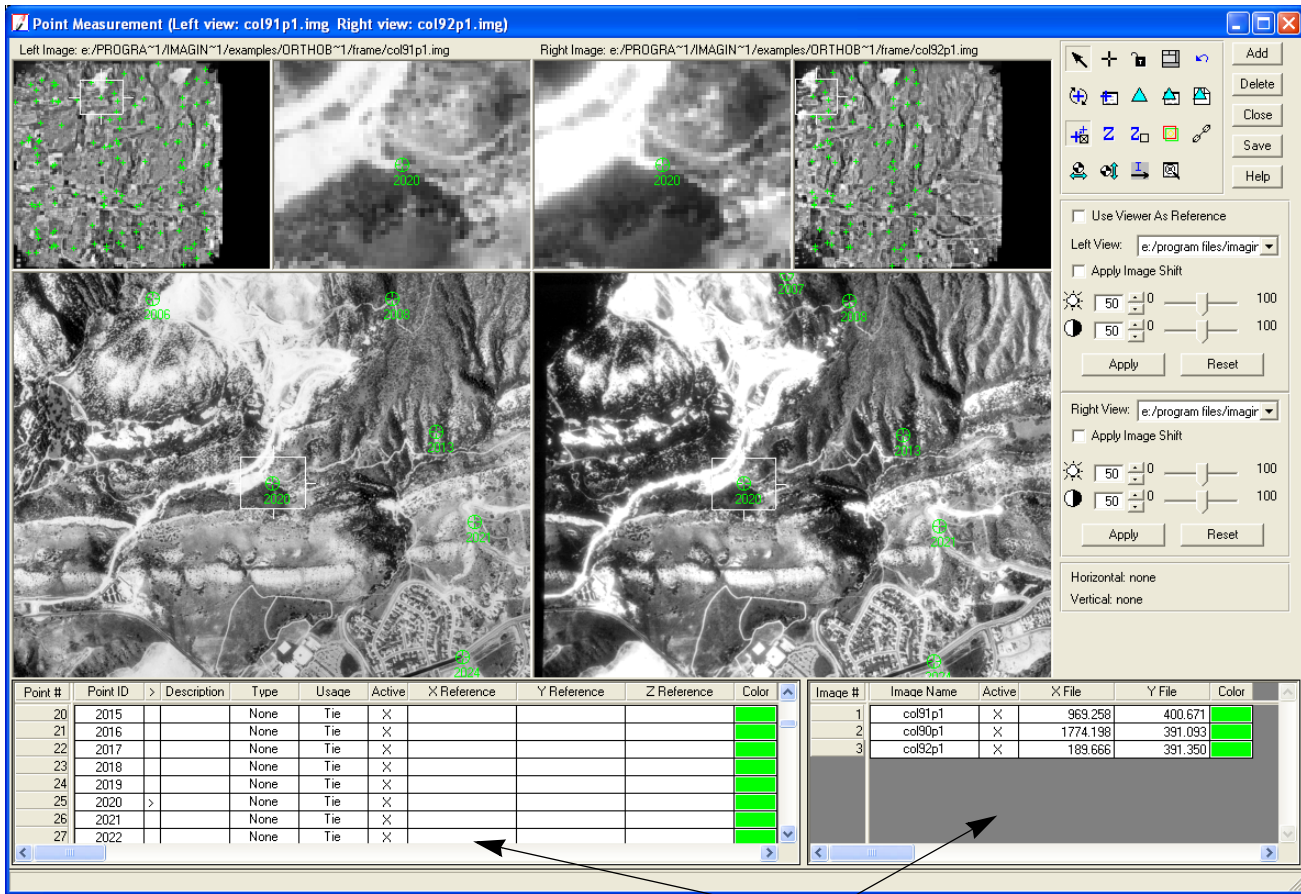 Point Measurement (Left view: col91p1.img Right view: col92p1.img)
Left Image: e:/PROGRA~1/IMAGIN~1/examples/ORTHOB~1/frame/col91p1.img
Right Image: e:/PROGRA~1/IMAGIN~1/examples/ORTHOB~1/frame/col92p1.img
Add
Delete
Close
Save
Help
Z Z
I
2020
2020
Use Viewer As Reference
Left View: e:/program files/imagir
Apply Image Shift
50 0 100
50 0 100
Apply Reset
Right View: e:/program files/imagir
Apply Image Shift
50 0 100
50 0 100
Apply Reset
Horizontal: none
Vertical: none
2006
2008
2013
2020
2021
2007
2008
2013
2020
2021
Point # Point ID > Description Type Usage Active X Reference Y Reference Z Reference Color
20 2015 None Tie X
21 2016 None Tie X
22 2017 None Tie X
23 2018 None Tie X
24 2019 None Tie X
25 2020 > None Tie X
26 2021 None Tie X
27 2022 None Tie X
Image # Image Name Active X File Y File Color
1 col91p1 X 969.258 400.671
2 col90p1 X 1774.198 391.093
3 col92p1 X 189.666 391.350